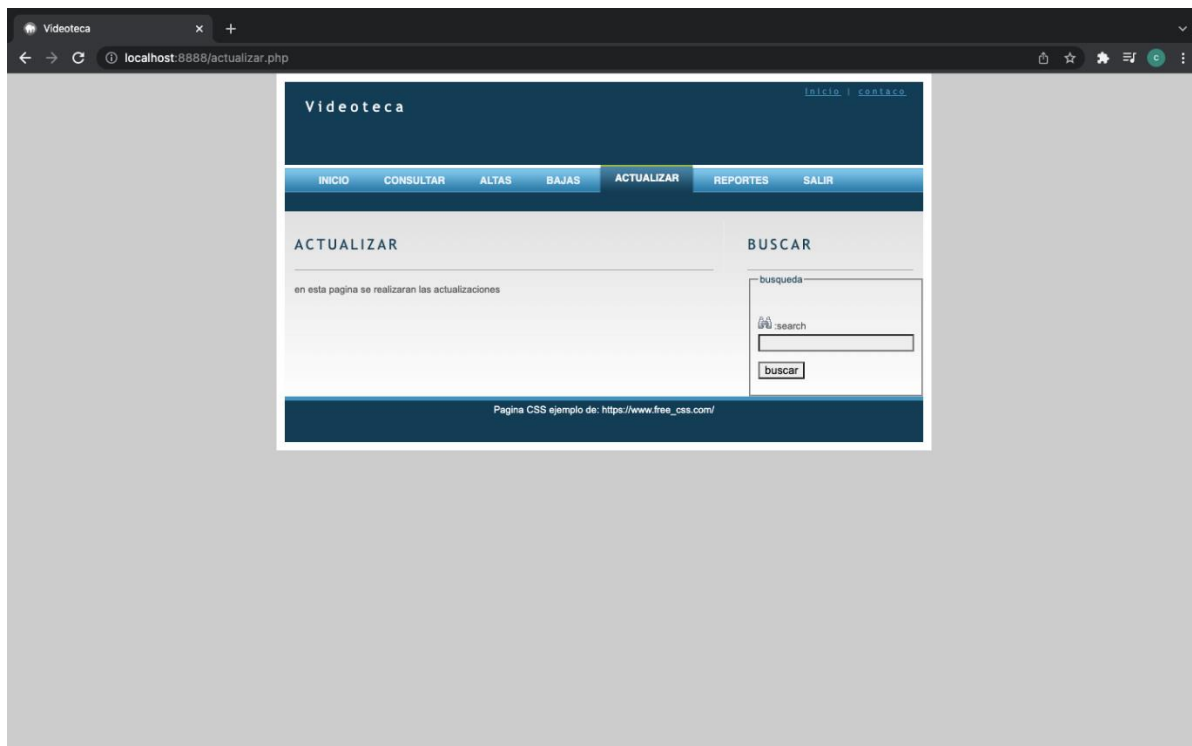 Videoteca
localhost:8888/actualizar.php
C
Inicio | contaco
Videoteca
INICIO CONSULTAR ALTAS BAJAS ACTUALIZAR REPORTES SALIR
ACTUALIZAR
en esta pagina se realizaran las actualizaciones
BUSCAR
busqueda
:search
buscar
Pagina CSS ejemplo de: https://www.free_css.com/